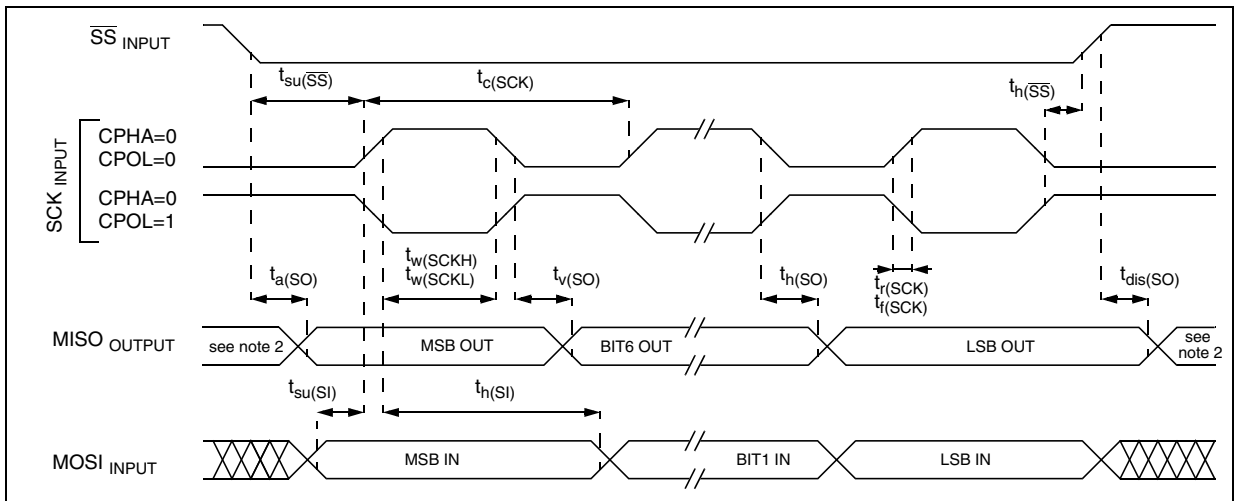 SS INPUT
tsu(SS)
tc(SCK)
th(SS)
SCK INPUT
CPHA=0
CPOL=0
CPHA=0
CPOL=1
ta(SO)
tw(SCKH)
tw(SCKL)
tv(SO)
th(SO)
tr(SCK)
tf(SCK)
tdis(SO)
MISO OUTPUT
see note 2
MSB OUT
BIT6 OUT
LSB OUT
see
note 2
tsu(SI)
th(SI)
MOSI INPUT
MSB IN
BIT1 IN
LSB IN